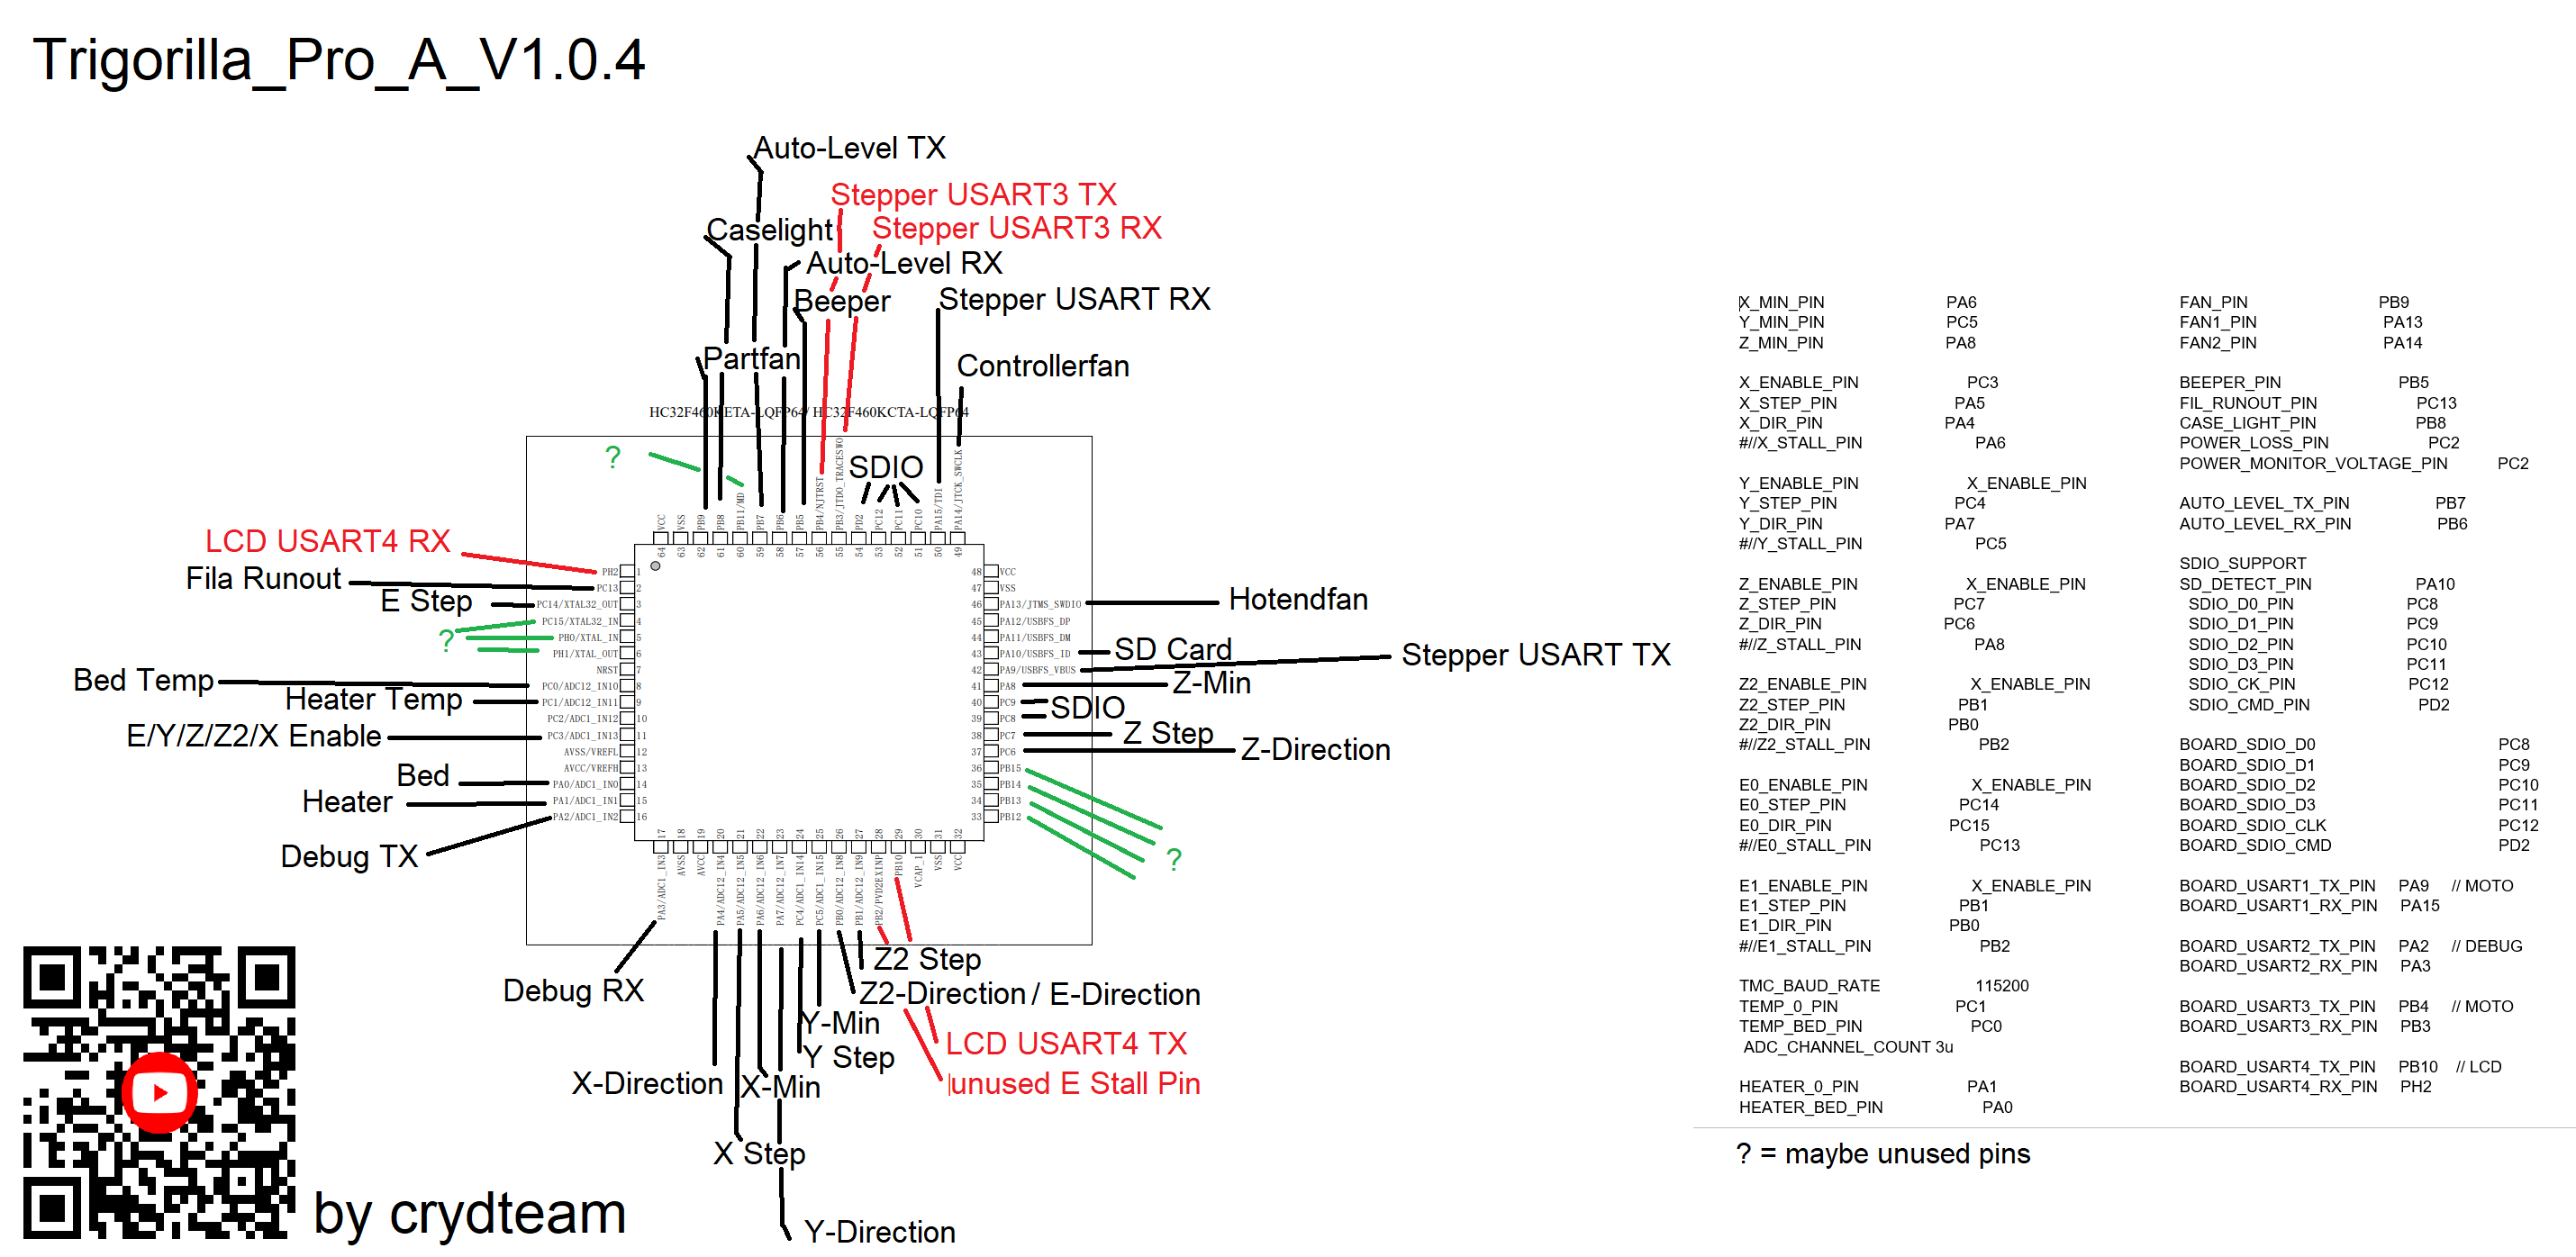 Trigorilla_Pro_A_V1.0.4
Auto-Level TX
Stepper USART3 TX
Caselight
Stepper USART3 RX
Auto-Level RX
Beeper
Stepper USART RX
Partfan
Controllerfan
HC32F460KETA-LQFP64/ HC32F460KCTA-LQFP64
?
SDIO
VCC
VSS
PB9
PB8
PB11/MD
PB7
PB6
PB5
PB4/NJTRST
PB3/JTDO_TRACESWO
PD2
PC12
PC11
PC10
PA15/TDI
PA14/JTCK_SWCLK
64 63 62 61 60 59 58 57 56 55 54 53 52 51 50 49
LCD USART4 RX
Fila Runout
E Step
?
Bed Temp
Heater Temp
E/Y/Z/Z2/X Enable
Bed
Heater
Debug TX
PH2 1
PC13 2
PC14/XTAL32_OUT 3
PC15/XTAL32_IN 4
PH0/XTAL_IN 5
PH1/XTAL_OUT 6
NRST 7
PC0/ADC12_IN10 8
PC1/ADC12_IN11 9
PC2/ADC1_IN12 10
PC3/ADC1_IN13 11
AVSS/VREFL 12
AVCC/VREFH 13
PA0/ADC1_IN0 14
PA1/ADC1_IN1 15
PA2/ADC1_IN2 16
48 VCC
47 VSS
46 PA13/JTMS_SWDIO
45 PA12/USBFS_DP
44 PA11/USBFS_DM
43 PA10/USBFS_ID
42 PA9/USBFS_VBUS
41 PA8
40 PC9
39 PC8
38 PC7
37 PC6
36 PB15
35 PB14
34 PB13
33 PB12
Hotendfan
SD Card
Stepper USART TX
Z-Min
SDIO
Z Step
Z-Direction
?
17 18 19 20 21 22 23 24 25 26 27 28 29 30 31 32
PA3/ADC1_IN3
AVSS
AVCC
PA4/ADC12_IN4
PA5/ADC12_IN5
PA6/ADC12_IN6
PA7/ADC12_IN7
PC4/ADC1_IN14
PC5/ADC1_IN15
PB0/ADC12_IN8
PB1/ADC12_IN9
PB2/PVD2EXINP
PB10
VCAP_1
VSS
VCC
Debug RX
Z2 Step
Z2-Direction / E-Direction
Y-Min
LCD USART4 TX
Y Step
X-Direction
X-Min
unused E Stall Pin
X Step
Y-Direction
by crydteam
X_MIN_PIN PA6
Y_MIN_PIN PC5
Z_MIN_PIN PA8
X_ENABLE_PIN PC3
X_STEP_PIN PA5
X_DIR_PIN PA4
#//X_STALL_PIN PA6
Y_ENABLE_PIN X_ENABLE_PIN
Y_STEP_PIN PC4
Y_DIR_PIN PA7
#//Y_STALL_PIN PC5
Z_ENABLE_PIN X_ENABLE_PIN
Z_STEP_PIN PC7
Z_DIR_PIN PC6
#//Z_STALL_PIN PA8
Z2_ENABLE_PIN X_ENABLE_PIN
Z2_STEP_PIN PB1
Z2_DIR_PIN PB0
#//Z2_STALL_PIN PB2
E0_ENABLE_PIN X_ENABLE_PIN
E0_STEP_PIN PC14
E0_DIR_PIN PC15
#//E0_STALL_PIN PC13
E1_ENABLE_PIN X_ENABLE_PIN
E1_STEP_PIN PB1
E1_DIR_PIN PB0
#//E1_STALL_PIN PB2
TMC_BAUD_RATE 115200
TEMP_0_PIN PC1
TEMP_BED_PIN PC0
ADC_CHANNEL_COUNT 3u
HEATER_0_PIN PA1
HEATER_BED_PIN PA0
FAN_PIN PB9
FAN1_PIN PA13
FAN2_PIN PA14
BEEPER_PIN PB5
FIL_RUNOUT_PIN PC13
CASE_LIGHT_PIN PB8
POWER_LOSS_PIN PC2
POWER_MONITOR_VOLTAGE_PIN PC2
AUTO_LEVEL_TX_PIN PB7
AUTO_LEVEL_RX_PIN PB6
SDIO_SUPPORT
SD_DETECT_PIN PA10
SDIO_D0_PIN PC8
SDIO_D1_PIN PC9
SDIO_D2_PIN PC10
SDIO_D3_PIN PC11
SDIO_CK_PIN PC12
SDIO_CMD_PIN PD2
BOARD_SDIO_D0 PC8
BOARD_SDIO_D1 PC9
BOARD_SDIO_D2 PC10
BOARD_SDIO_D3 PC11
BOARD_SDIO_CLK PC12
BOARD_SDIO_CMD PD2
BOARD_USART1_TX_PIN PA9 // MOTO
BOARD_USART1_RX_PIN PA15
BOARD_USART2_TX_PIN PA2 // DEBUG
BOARD_USART2_RX_PIN PA3
BOARD_USART3_TX_PIN PB4 // MOTO
BOARD_USART3_RX_PIN PB3
BOARD_USART4_TX_PIN PB10 // LCD
BOARD_USART4_RX_PIN PH2
? = maybe unused pins